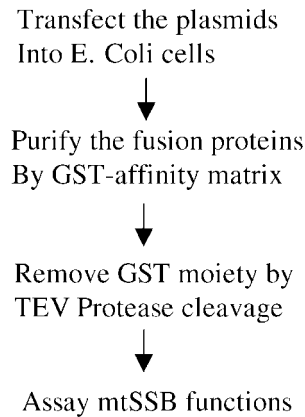 Transfect the plasmids
Into E. Coli cells
Purify the fusion proteins
By GST-affinity matrix
Remove GST moiety by
TEV Protease cleavage
Assay mtSSB functions